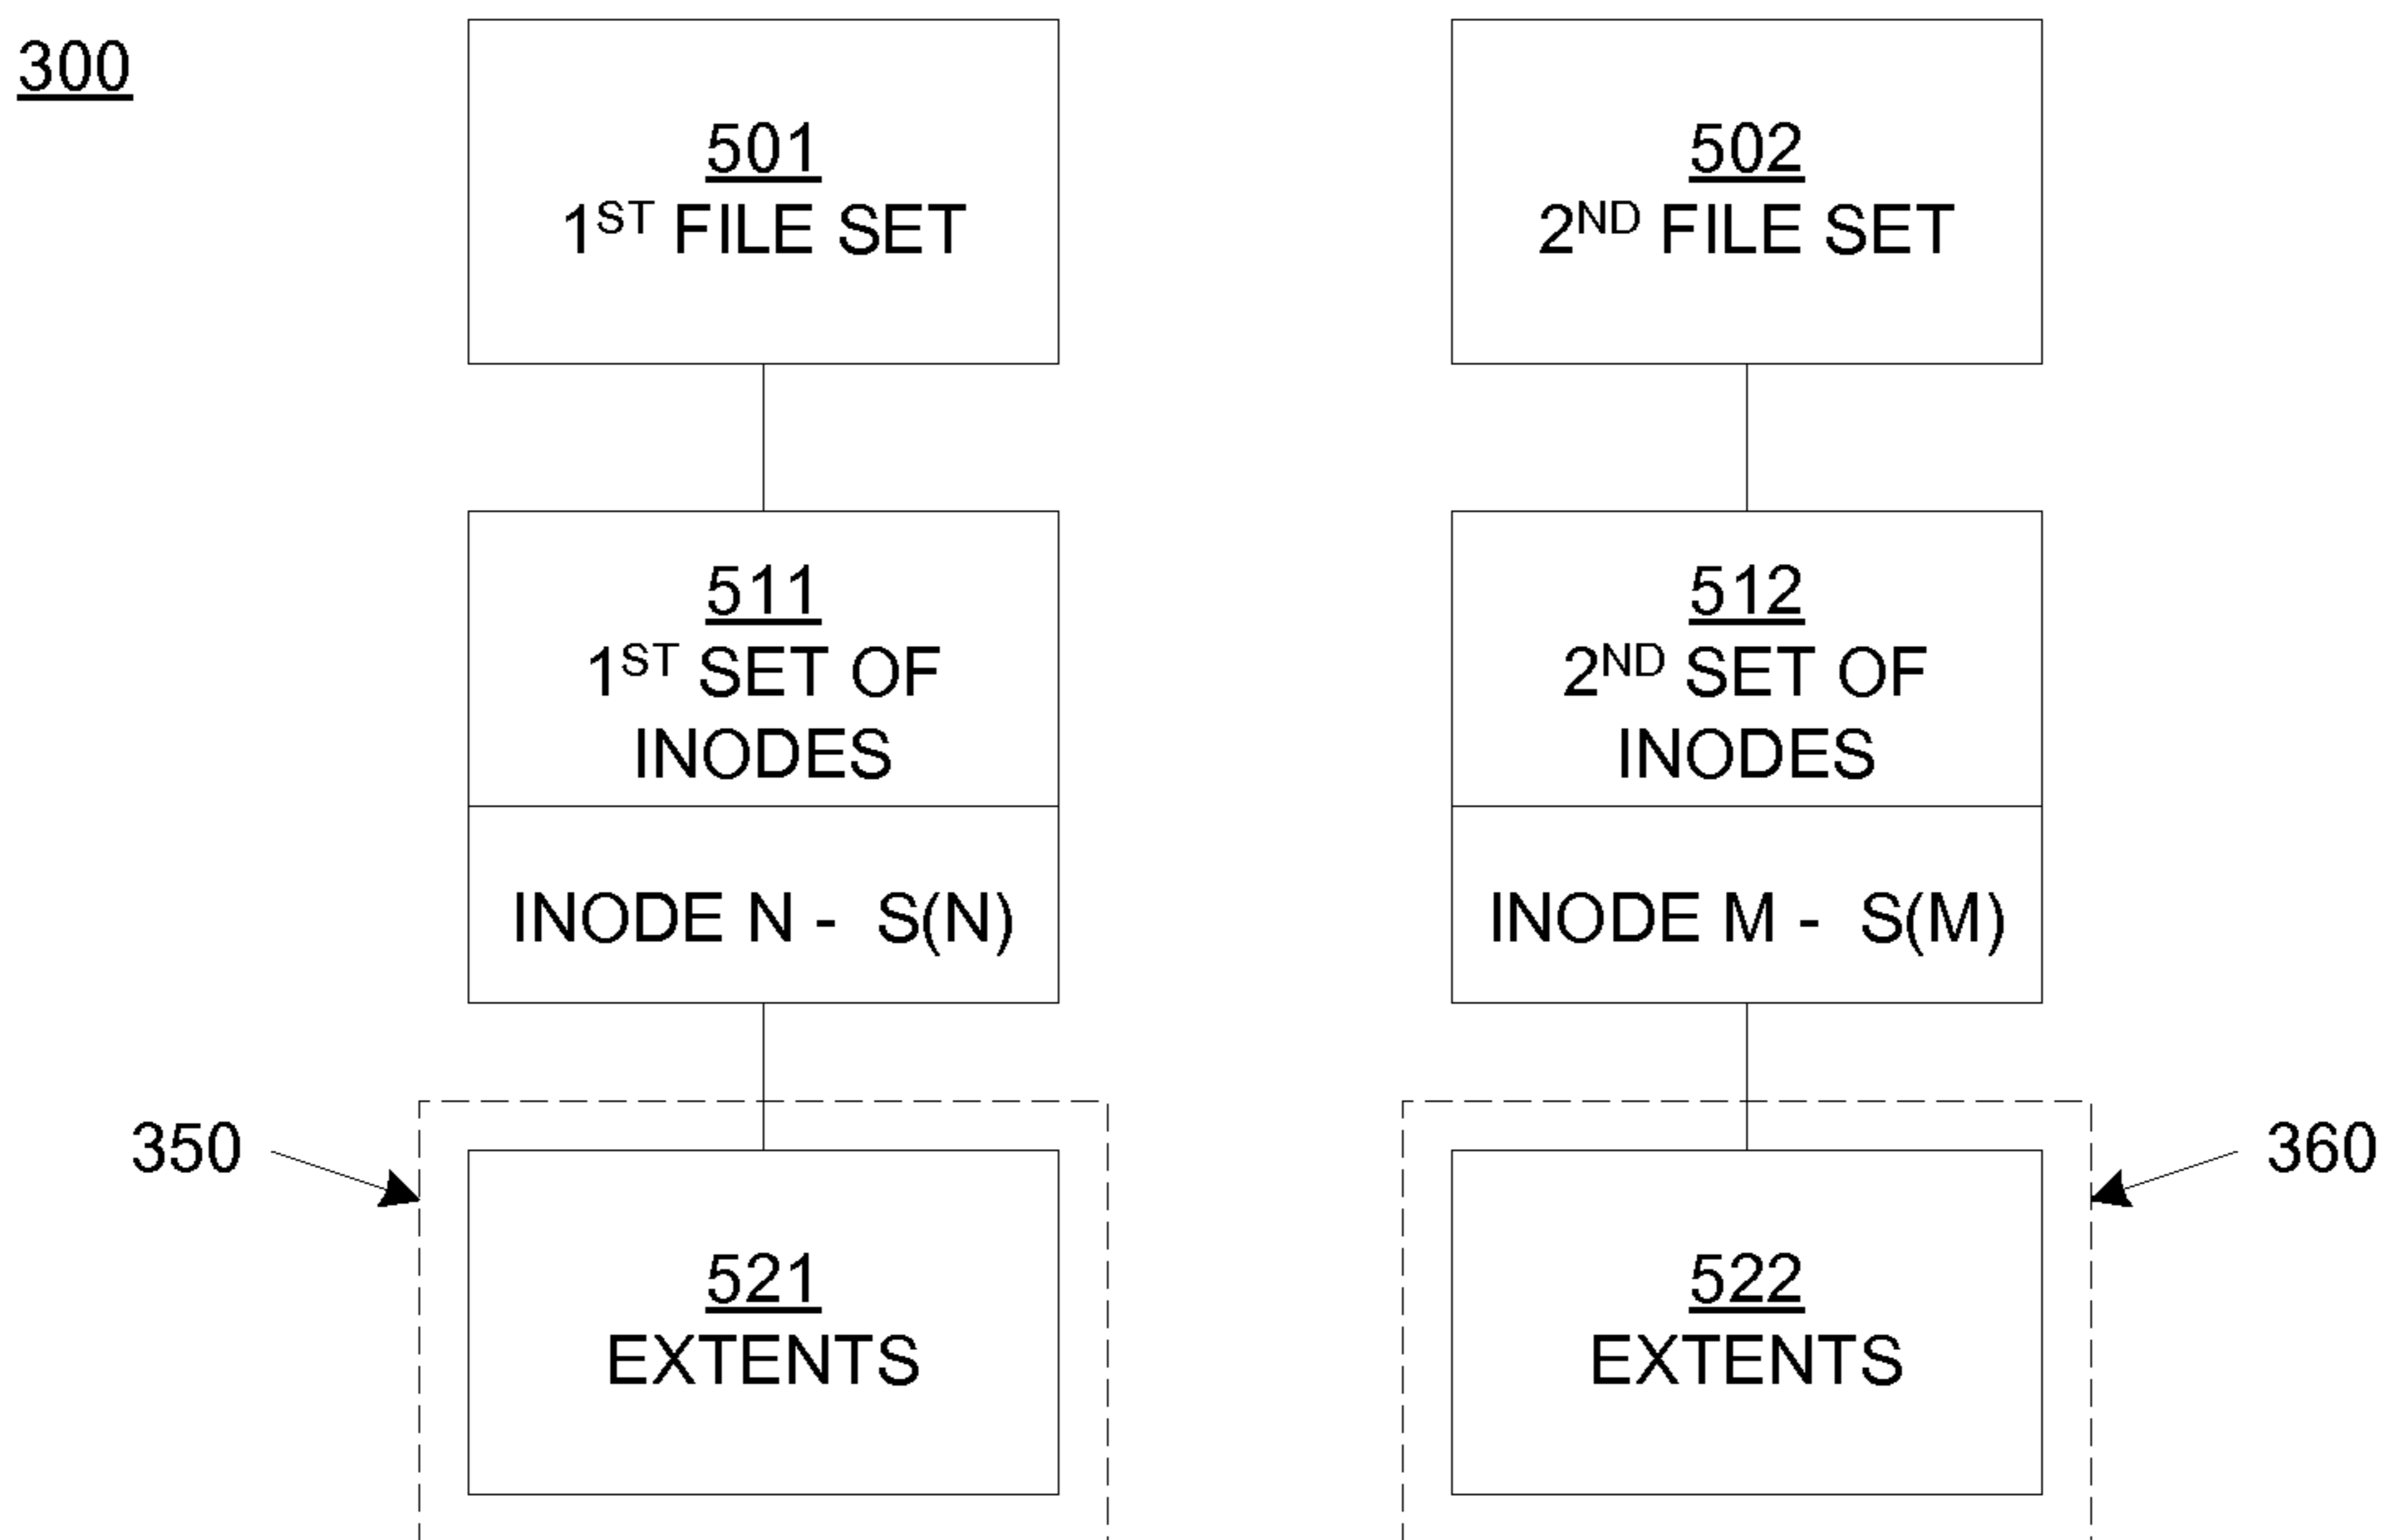 300
501
1ST FILE SET
502
2ND FILE SET
511
1ST SET OF
INODES
INODE N - S(N)
512
2ND SET OF
INODES
INODE M - S(M)
350
521
EXTENTS
522
EXTENTS
360